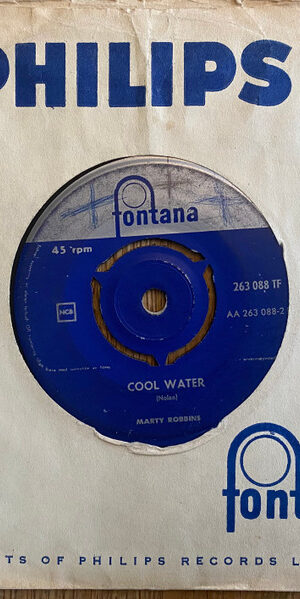 PHILIPS
fontana
45 rpm
263 088 TF
NCB
AA 263 088-2
COOL WATER
(Nolan)
MARTY ROBBINS
font
TS OF PHILIPS RECORDS L